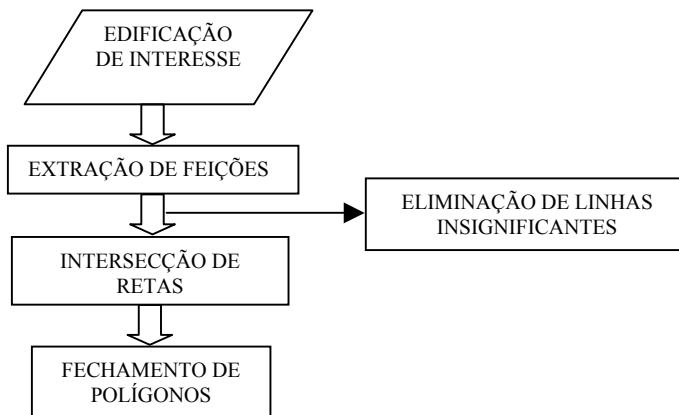 EDIFICAÇÃO
DE INTERESSE
EXTRAÇÃO DE FEIÇÕES
ELIMINAÇÃO DE LINHAS
INSIGNIFICANTES
INTERSECÇÃO DE
RETAS
FECHAMENTO DE
POLÍGONOS